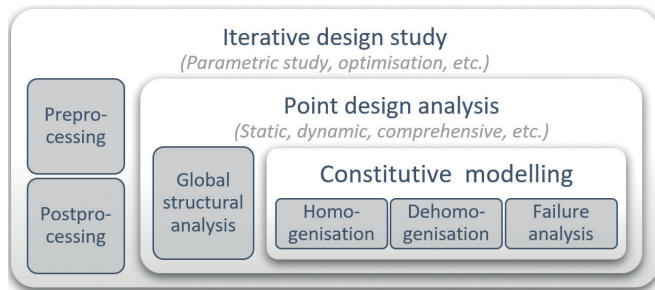 Iterative design study
(Parametric study, optimisation, etc.)
Prepro-
cessing
Postpro-
cessing
Point design analysis
(Static, dynamic, comprehensive, etc.)
Global
structural
analysis
Constitutive modelling
Homo-
genisation
Dehomo-
genisation
Failure
analysis